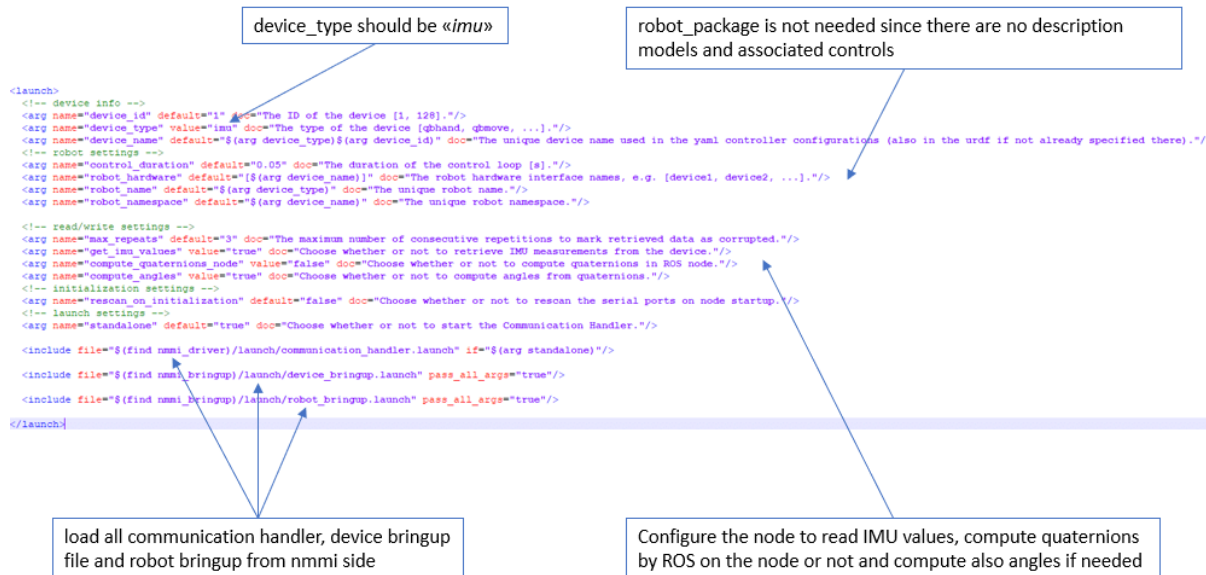 device_type should be «imu»
robot_package is not needed since there are no description
models and associated controls
<launch>
<!-- device info -->
<arg name="device_id" default="1" doc="The ID of the device [1, 128]."/>
<arg name="device_type" value="imu" doc="The type of the device [qbhand, qbmove, ...]."/>
<arg name="device_name" default="$(arg device_type)$(arg device_id)" doc="The unique device name used in the yaml controller configurations (also in the urdf if not already specified there)."/
<!-- robot settings -->
<arg name="control_duration" default="0.05" doc="The duration of the control loop [s]."/>
<arg name="robot_hardware" default="[$(arg device_name)]" doc="The robot hardware interface names, e.g. [device1, device2, ...]."/>
<arg name="robot_name" default="$(arg device_type)" doc="The unique robot name."/>
<arg name="robot_namespace" default="$(arg device_name)" doc="The unique robot namespace."/>
<!-- read/write settings -->
<arg name="max_repeats" default="3" doc="The maximum number of consecutive repetitions to mark retrieved data as corrupted."/>
<arg name="get_imu_values" value="true" doc="Choose whether or not to retrieve IMU measurements from the device."/>
<arg name="compute_quaternions_node" value="false" doc="Choose whether or not to compute quaternions in ROS node."/>
<arg name="compute_angles" value="true" doc="Choose whether or not to compute angles from quaternions."/>
<!-- initialization settings -->
<arg name="rescan_on_initialization" default="false" doc="Choose whether or not to rescan the serial ports on node startup."/>
<!-- launch settings -->
<arg name="standalone" default="true" doc="Choose whether or not to start the Communication Handler."/>
<include file="$(find nmmi_driver)/launch/communication_handler.launch" if="$(arg standalone)"/>
<include file="$(find nmmi_bringup)/launch/device_bringup.launch" pass_all_args="true"/>
<include file="$(find nmmi_bringup)/launch/robot_bringup.launch" pass_all_args="true"/>
</launch>
load all communication handler, device bringup
file and robot bringup from nmmi side
Configure the node to read IMU values, compute quaternions
by ROS on the node or not and compute also angles if needed